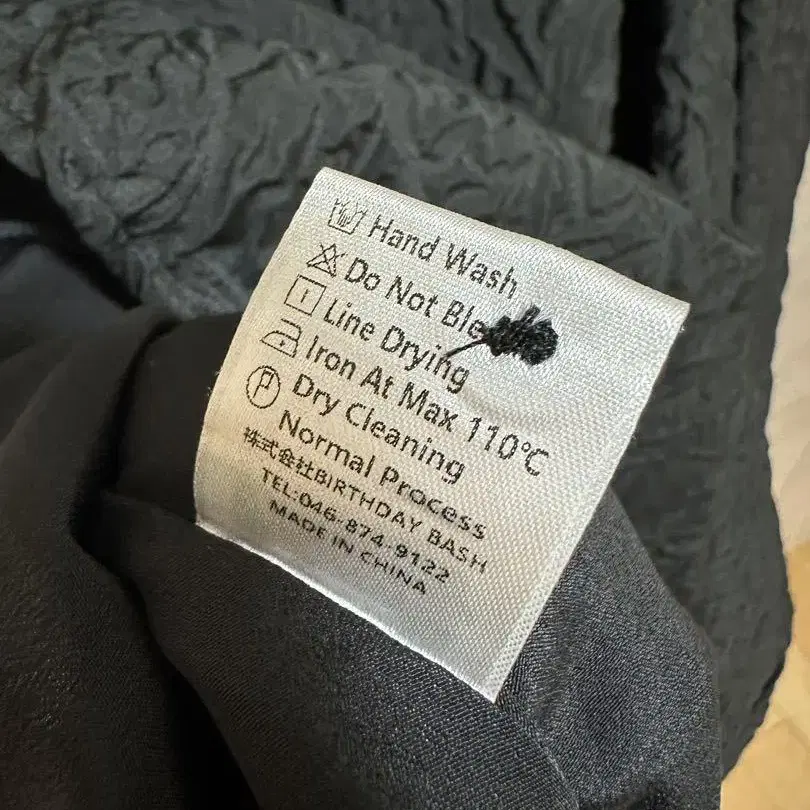 Hand Wash
Do Not Bleach
Line Drying
Iron At Max 110℃
Dry Cleaning
Normal Process
株式会社BIRTHDAY BASH
TEL:046-874-9122
MADE IN CHINA